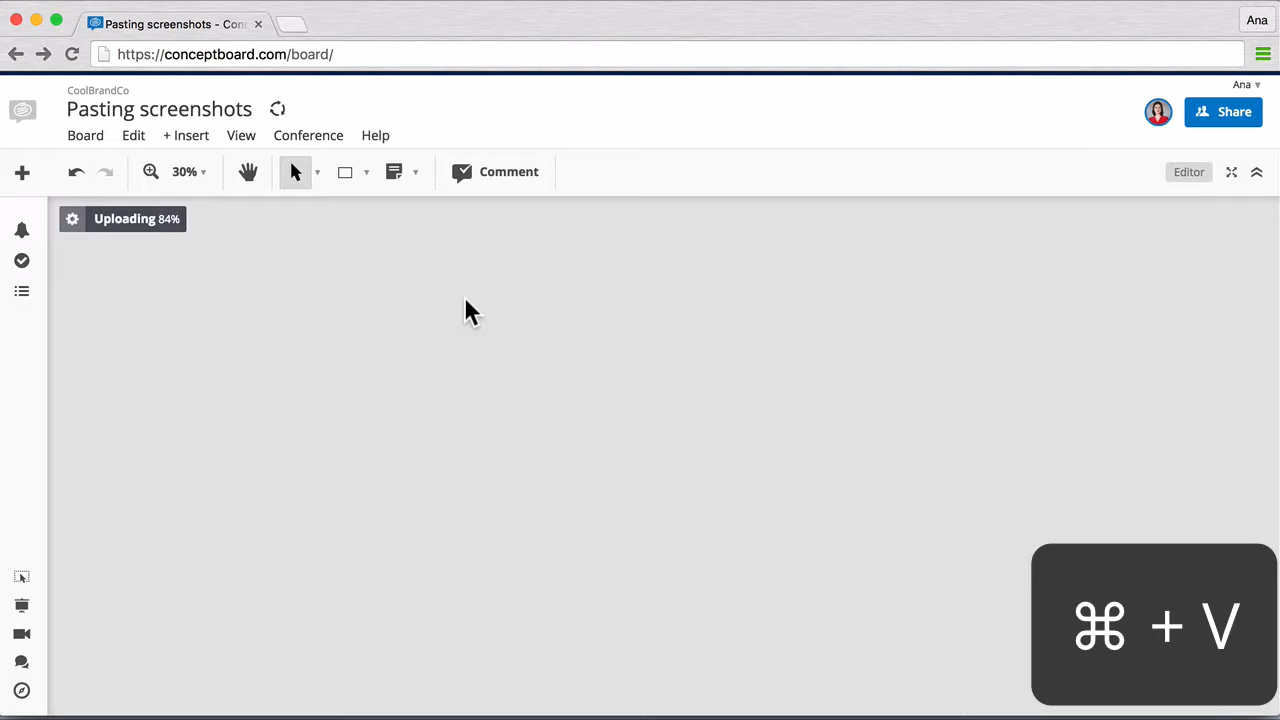 Pasting screenshots - Con
Ana
https://conceptboard.com/board/
CoolBrandCo
Ana
Pasting screenshots
Share
Board Edit + Insert View Conference Help
30%
Comment
Editor
Uploading 84%
⌘ + V